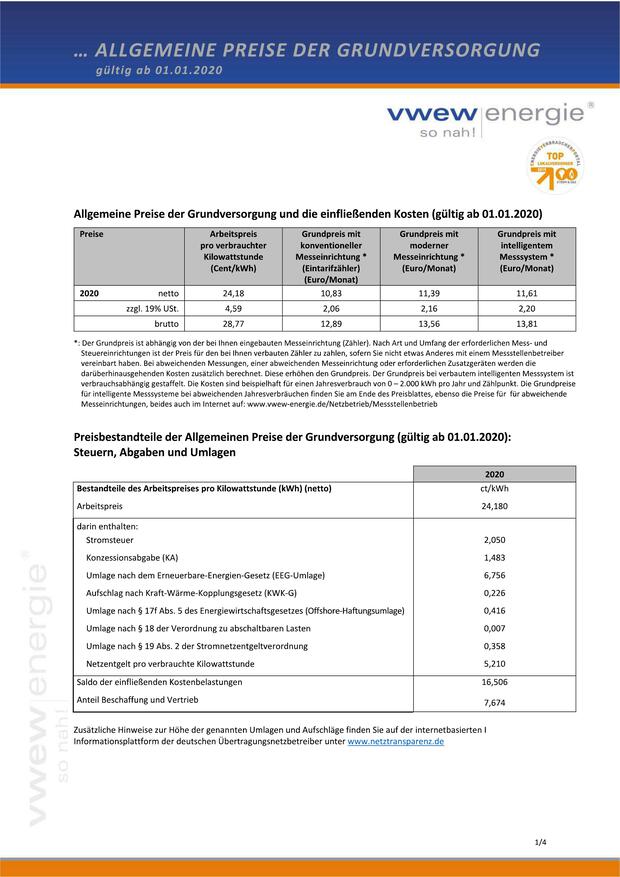 ... ALLGEMEINE PREISE DER GRUNDVERSORGUNG
gültig ab 01.01.2020
vwew energie®
so nah!
ENERGIEVERBRAUCHERPORTAL
TOP
LOKALVERSORGER
STROM & GAS
Allgemeine Preise der Grundversorgung und die einfließenden Kosten (gültig ab 01.01.2020)
Preise
Arbeitspreis
pro verbrauchter
Kilowattstunde
(Cent/kWh)
Grundpreis mit
konventioneller
Messeinrichtung *
(Eintarifzähler)
(Euro/Monat)
Grundpreis mit
moderner
Messeinrichtung *
(Euro/Monat)
Grundpreis mit
intelligentem
Messsystem *
(Euro/Monat)
2020 netto 24,18 10,83 11,39 11,61
zzgl. 19% USt. 4,59 2,06 2,16 2,20
brutto 28,77 12,89 13,56 13,81
*: Der Grundpreis ist abhängig von der bei Ihnen eingebauten Messeinrichtung (Zähler). Nach Art und Umfang der erforderlichen Mess- und
Steuereinrichtungen ist der Preis für den bei Ihnen verbauten Zähler zu zahlen, sofern Sie nicht etwas Anderes mit einem Messstellenbetreiber
vereinbart haben. Bei abweichenden Messungen, einer abweichenden Messeinrichtung oder erforderlichen Zusatzgeräten werden die
darüberhinausgehenden Kosten zusätzlich berechnet. Diese erhöhen den Grundpreis. Der Grundpreis bei verbautem intelligenten Messsystem ist
verbrauchsabhängig gestaffelt. Die Kosten sind beispielhaft für einen Jahresverbrauch von 0 – 2.000 kWh pro Jahr und Zählpunkt. Die Grundpreise
für intelligente Messsysteme bei abweichenden Jahresverbräuchen finden Sie am Ende des Preisblattes, ebenso die Preise für für abweichende
Messeinrichtungen, beides auch im Internet auf: www.vwew-energie.de/Netzbetrieb/Messstellenbetrieb
Preisbestandteile der Allgemeinen Preise der Grundversorgung (gültig ab 01.01.2020):
Steuern, Abgaben und Umlagen
2020
Bestandteile des Arbeitspreises pro Kilowattstunde (kWh) (netto) ct/kWh
Arbeitspreis 24,180
darin enthalten:
Stromsteuer 2,050
Konzessionsabgabe (KA) 1,483
Umlage nach dem Erneuerbare-Energien-Gesetz (EEG-Umlage) 6,756
Aufschlag nach Kraft-Wärme-Kopplungsgesetz (KWK-G) 0,226
Umlage nach § 17f Abs. 5 des Energiewirtschaftsgesetzes (Offshore-Haftungsumlage) 0,416
Umlage nach § 18 der Verordnung zu abschaltbaren Lasten 0,007
Umlage nach § 19 Abs. 2 der Stromnetzentgeltverordnung 0,358
Netzentgelt pro verbrauchte Kilowattstunde 5,210
Saldo der einfließenden Kostenbelastungen 16,506
Anteil Beschaffung und Vertrieb 7,674
Zusätzliche Hinweise zur Höhe der genannten Umlagen und Aufschläge finden Sie auf der internetbasierten I
Informationsplattform der deutschen Übertragungsnetzbetreiber unter www.netztransparenz.de
vwew energie®
so nah!
1/4